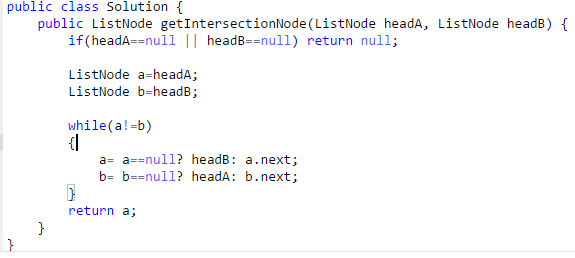 public class Solution {
    public ListNode getIntersectionNode(ListNode headA, ListNode headB) {
        if(headA==null || headB==null) return null;

        ListNode a=headA;
        ListNode b=headB;

        while(a!=b)
        {
            a= a==null? headB: a.next;
            b= b==null? headA: b.next;
        }
        return a;
    }
}